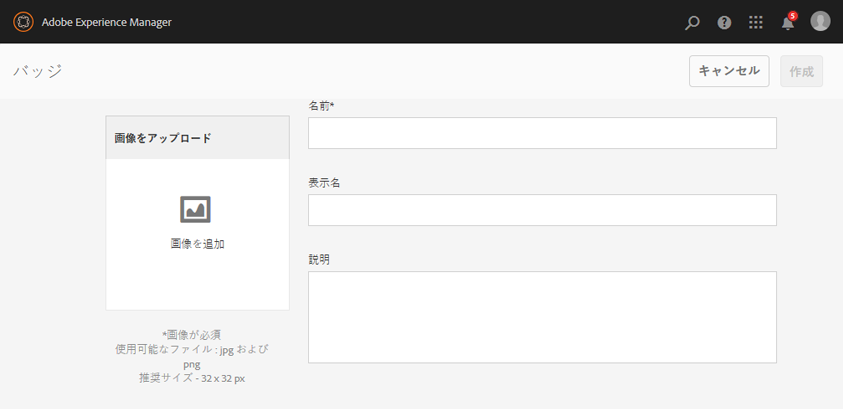 Adobe Experience Manager
5
バッジ
キャンセル
作成
画像をアップロード
画像を追加
*画像が必須
使用可能なファイル : jpg および
png
推奨サイズ - 32 x 32 px
名前*
表示名
説明